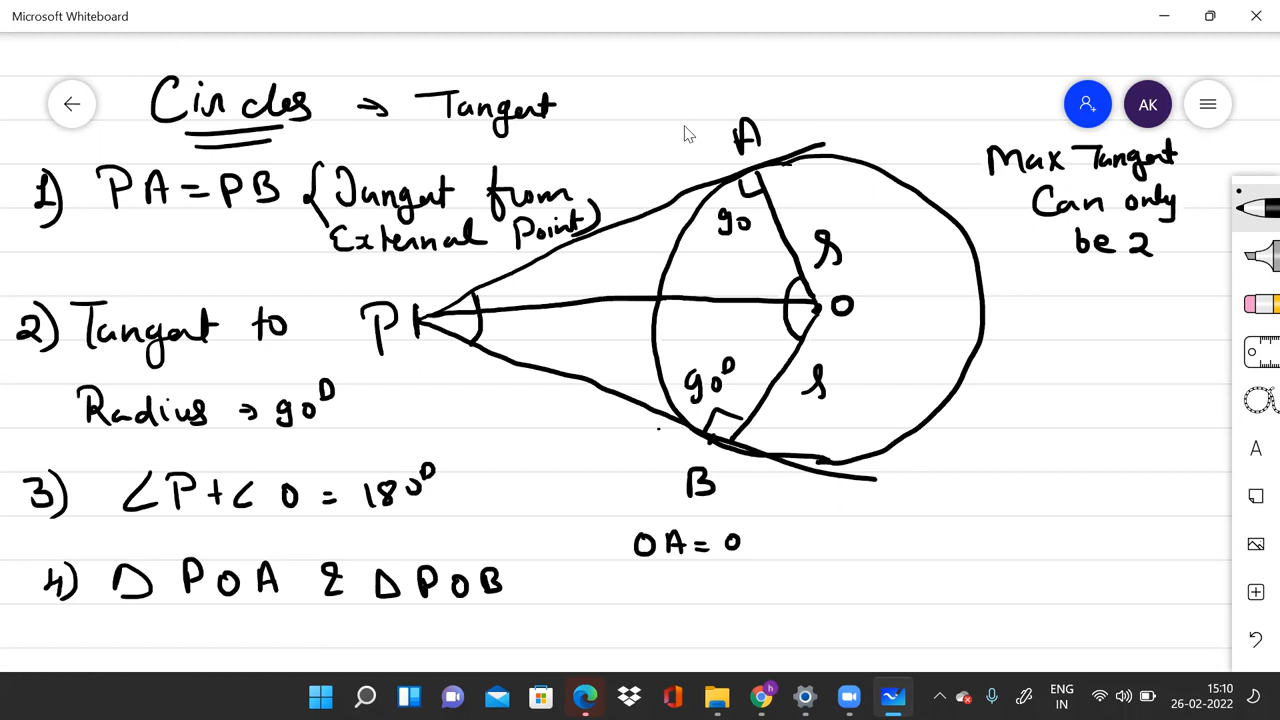 Microsoft Whiteboard
Circles → Tangent
AK
1) PA = PB { Tangent from
External Point)
Max Tangent
Can only
be 2
A
90
r
2) Tangent to
Radius → 90°
P
O
90°
r
B
3) ∠P + ∠O = 180°
OA = O
4) Δ POA & Δ POB
A
ENG
IN
15:10
26-02-2022